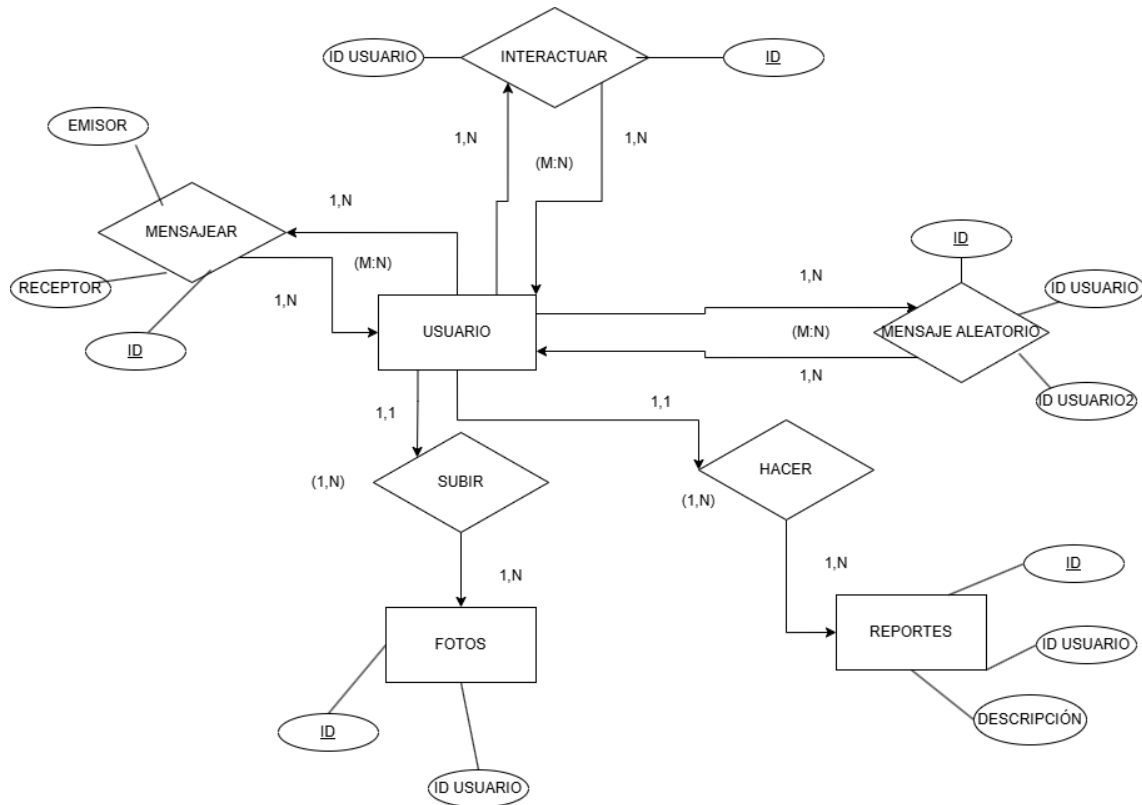 INTERACTUAR
ID USUARIO
ID
EMISOR
1,N
1,N
(M:N)
MENSAJEAR
1,N
(M:N)
RECEPTOR
1,N
ID
USUARIO
ID
1,N
ID USUARIO
(M:N)
MENSAJE ALEATORIO
1,N
ID USUARIO2
1,1
1,1
(1,N)
SUBIR
HACER
(1,N)
1,N
1,N
ID
FOTOS
REPORTES
ID USUARIO
ID
DESCRIPCIÓN
ID USUARIO